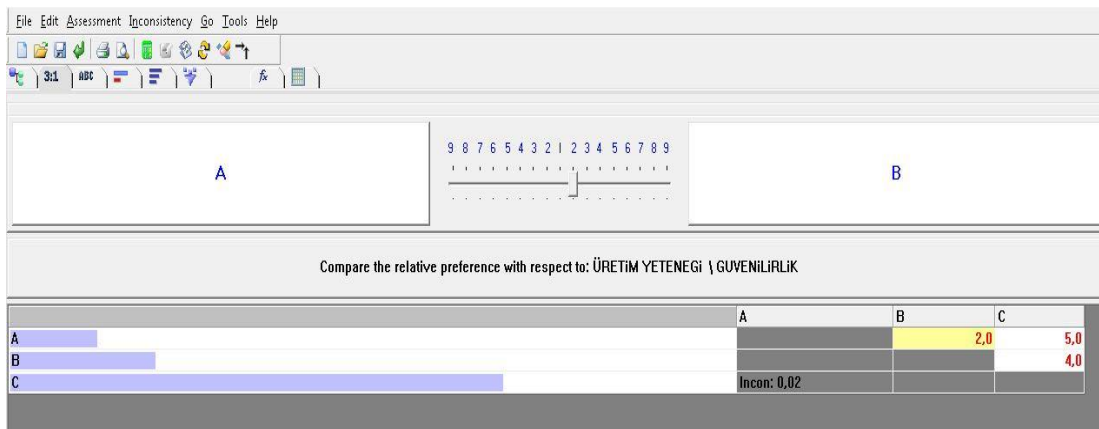 File Edit Assessment Inconsistency Go Tools Help
3:1 ABC fx
A
9 8 7 6 5 4 3 2 1 2 3 4 5 6 7 8 9
B
Compare the relative preference with respect to: ÜRETiM YETENEGi \ GUVENiLiRLiK
A B C
A 2,0 5,0
B 4,0
C Incon: 0,02